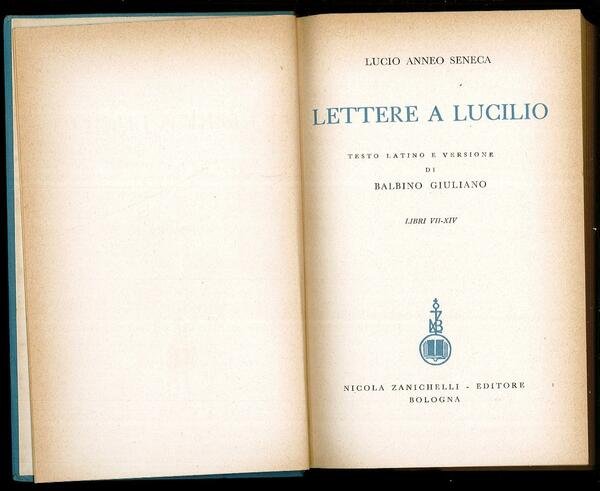 LUCIO ANNEO SENECA
LETTERE A LUCILIO
TESTO LATINO E VERSIONE
DI
BALBINO GIULIANO
LIBRI VII-XIV
NICOLA ZANICHELLI - EDITORE
BOLOGNA